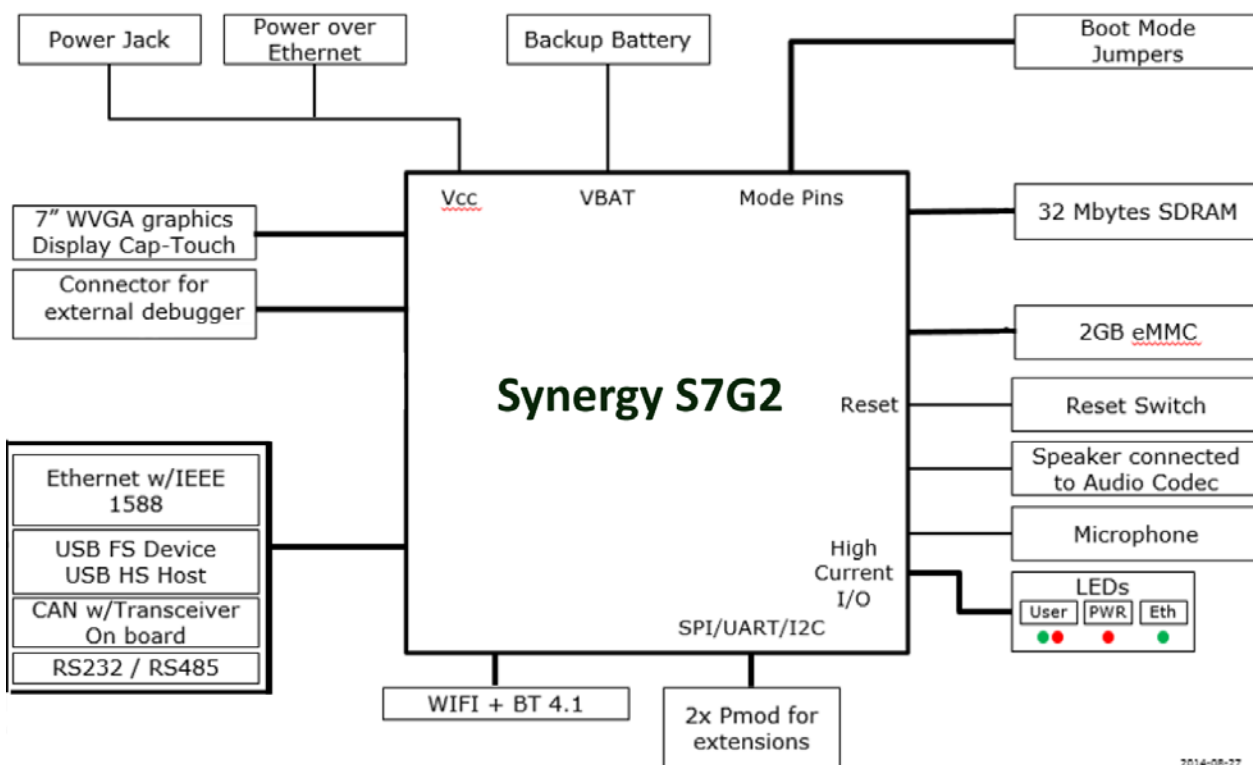 Power Jack
Power over
Ethernet
Backup Battery
Boot Mode
Jumpers
Vcc
VBAT
Mode Pins
7” WVGA graphics
Display Cap-Touch
32 Mbytes SDRAM
Connector for
external debugger
2GB eMMC
Synergy S7G2
Reset
Reset Switch
Speaker connected
to Audio Codec
Ethernet w/IEEE
1588
USB FS Device
USB HS Host
CAN w/Transceiver
On board
RS232 / RS485
Microphone
High
Current
I/O
LEDs
User PWR Eth
SPI/UART/I2C
WIFI + BT 4.1
2x Pmod for
extensions
2014-08-27